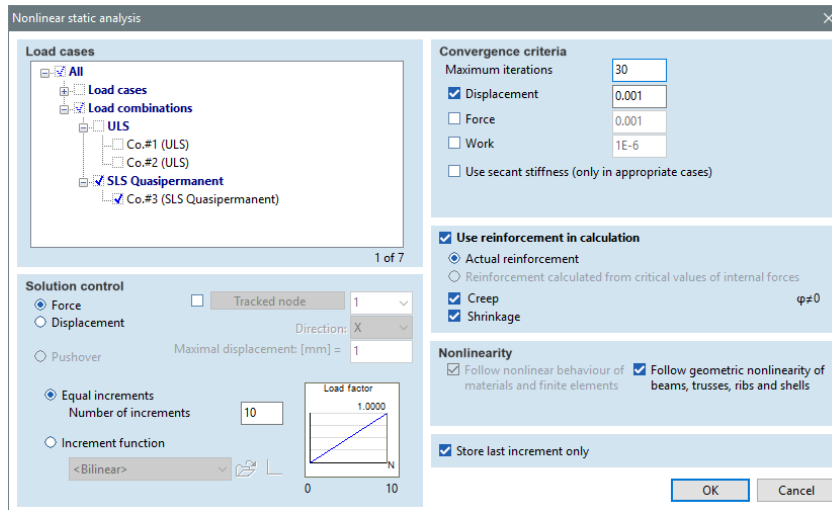 Nonlinear static analysis
Load cases
All
Load cases
Load combinations
ULS
Co.#1 (ULS)
Co.#2 (ULS)
SLS Quasipermanent
Co.#3 (SLS Quasipermanent)
1 of 7
Solution control
Force
Displacement
Pushover
Tracked node
1
Direction:
X
Maximal displacement: [mm] =
1
Equal increments
Number of increments
10
Increment function
<Bilinear>
Load factor
1.0000
N
0
10
Convergence criteria
Maximum iterations
30
Displacement
0.001
Force
0.001
Work
1E-6
Use secant stiffness (only in appropriate cases)
Use reinforcement in calculation
Actual reinforcement
Reinforcement calculated from critical values of internal forces
Creep
φ≠0
Shrinkage
Nonlinearity
Follow nonlinear behaviour of
materials and finite elements
Follow geometric nonlinearity of
beams, trusses, ribs and shells
Store last increment only
OK
Cancel